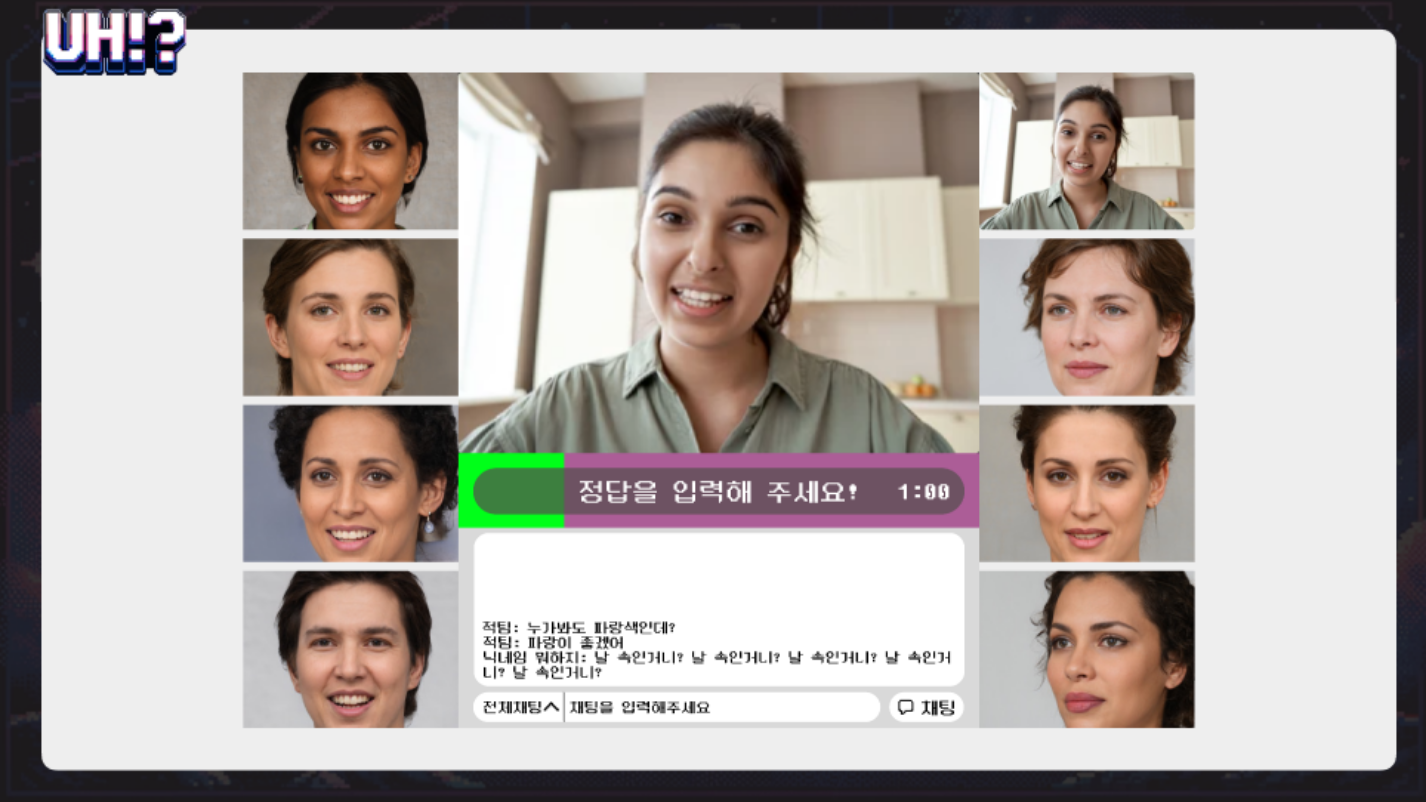 UH!?
정답을 입력해 주세요!
1:00
적팀: 누가봐도 파랑색인데?
적팀: 파랑이 좋겠어
닉네임 뭐하지: 날 속인거니? 날 속인거니? 날 속인거니? 날 속인거
니? 날 속인거니?
전체채팅へ
채팅을 입력해주세요
채팅